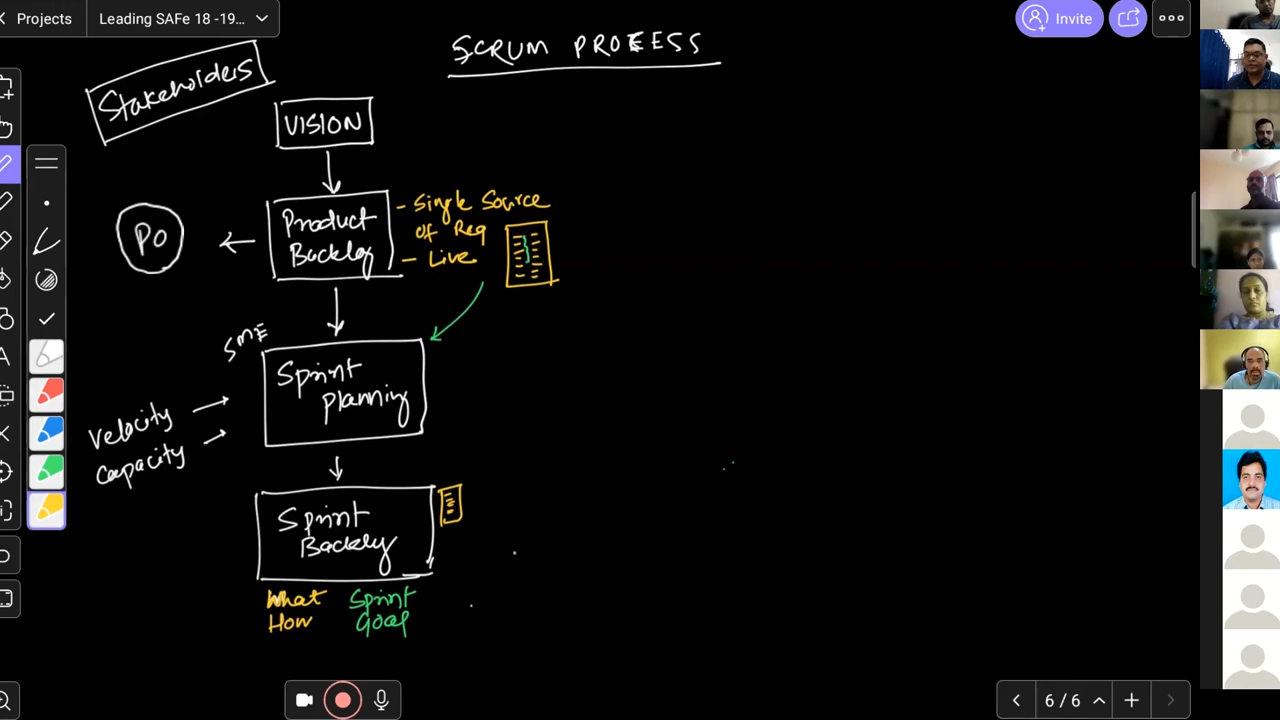 Projects
Leading SAFe 18 -19...
Invite
SCRUM PROCESS
Stakeholders
VISION
PO
Product
Backlog
- Single Source
of Req
- Live
SME
Sprint
Planning
Velocity
Capacity
Sprint
Backlog
What
How
Sprint
Goal
6 / 6